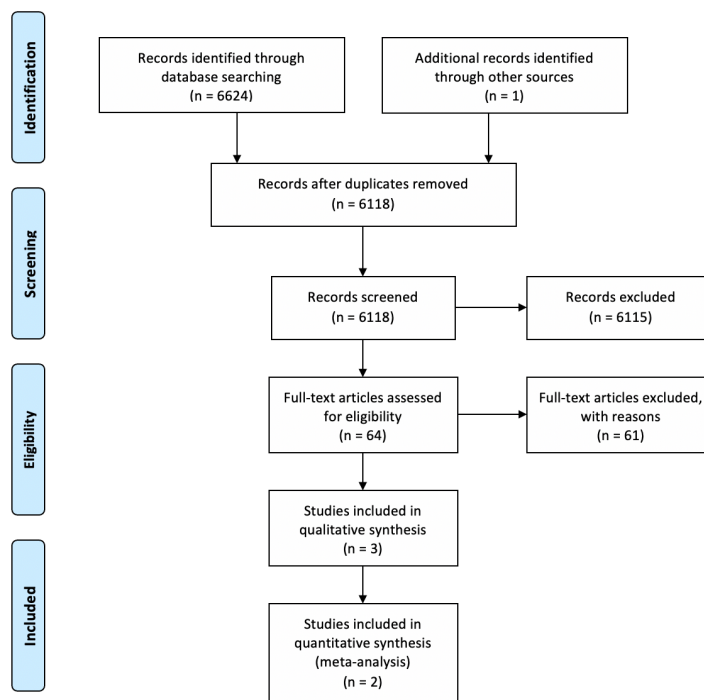 Identification
Records identified through
database searching
(n = 6624)
Additional records identified
through other sources
(n = 1)
Records after duplicates removed
(n = 6118)
Screening
Records screened
(n = 6118)
Records excluded
(n = 6115)
Eligibility
Full-text articles assessed
for eligibility
(n = 64)
Full-text articles excluded,
with reasons
(n = 61)
Studies included in
qualitative synthesis
(n = 3)
Included
Studies included in
quantitative synthesis
(meta-analysis)
(n = 2)